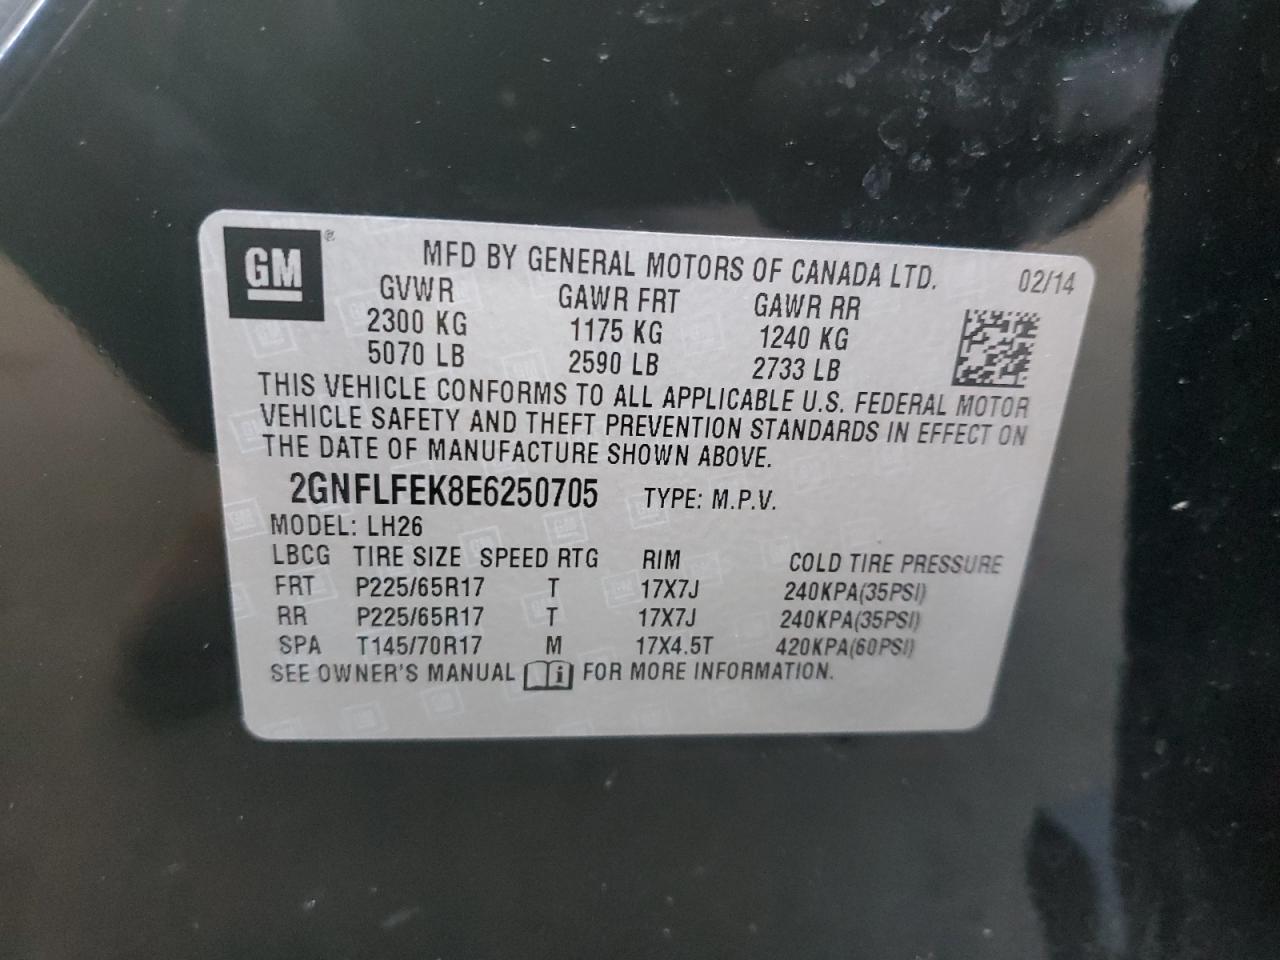 GM®
MFD BY GENERAL MOTORS OF CANADA LTD. 02/14
GVWR GAWR FRT GAWR RR
2300 KG 1175 KG 1240 KG
5070 LB 2590 LB 2733 LB
THIS VEHICLE CONFORMS TO ALL APPLICABLE U.S. FEDERAL MOTOR
VEHICLE SAFETY AND THEFT PREVENTION STANDARDS IN EFFECT ON
THE DATE OF MANUFACTURE SHOWN ABOVE.
2GNFLFEK8E6250705 TYPE: M.P.V.
MODEL: LH26
LBCG TIRE SIZE SPEED RTG RIM COLD TIRE PRESSURE
FRT P225/65R17 T 17X7J 240KPA(35PSI)
RR P225/65R17 T 17X7J 240KPA(35PSI)
SPA T145/70R17 M 17X4.5T 420KPA(60PSI)
SEE OWNER'S MANUAL i FOR MORE INFORMATION.